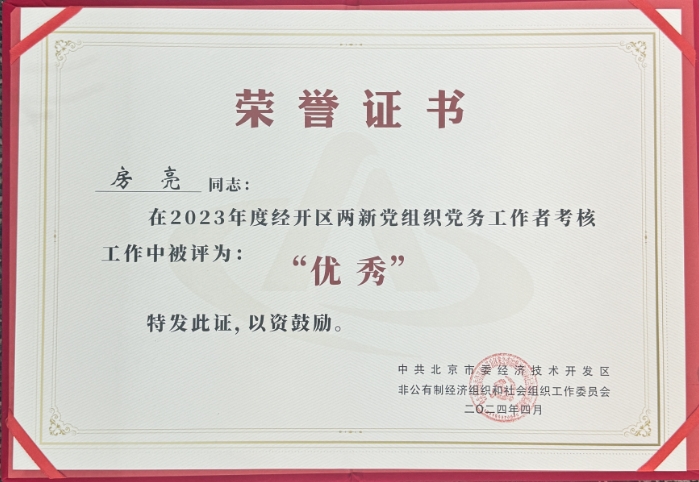 荣誉证书
房亮 同志：
在2023年度经开区两新党组织党务工作者考核
工作中被评为：
“优秀”
特发此证，以资鼓励。
中共北京市委经济技术开发区
非公有制经济组织和社会组织工作委员会
二〇二四年四月